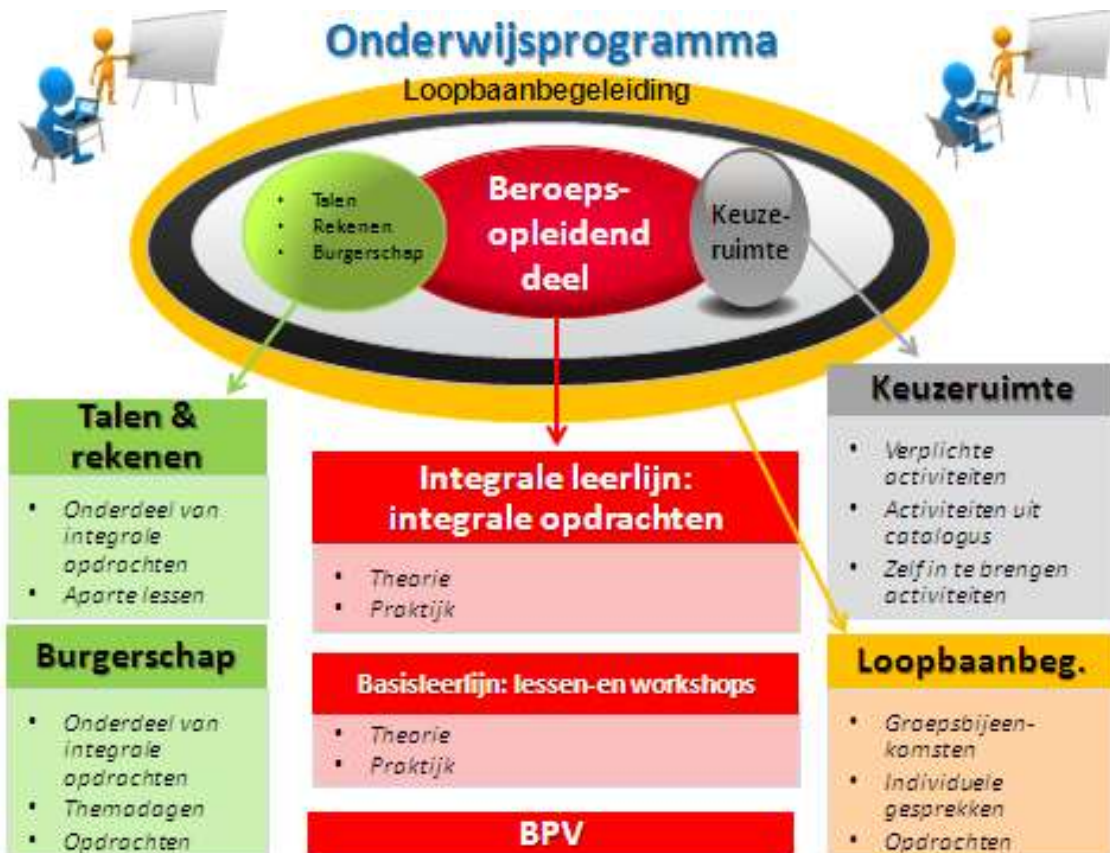 Onderwijsprogramma
Loopbaanbegeleiding
• Talen
• Rekenen
• Burgerschap
Beroeps-
opleidend
deel
Keuze-
ruimte
Talen &
rekenen
• Onderdeel van
integrale
opdrachten
• Aparte lessen
Burgerschap
• Onderdeel van
integrale
opdrachten
• Themadagen
• Opdrachten
Integrale leerlijn:
integrale opdrachten
• Theorie
• Praktijk
Basisleerlijn: lessen-en workshops
• Theorie
• Praktijk
BPV
Keuzeruimte
• Verplichte
activiteiten
• Activiteiten uit
catalogus
• Zelf in te brengen
activiteiten
Loopbaanbeg.
• Groepsbijeen-
komsten
• Individuele
gesprekken
• Opdrachten